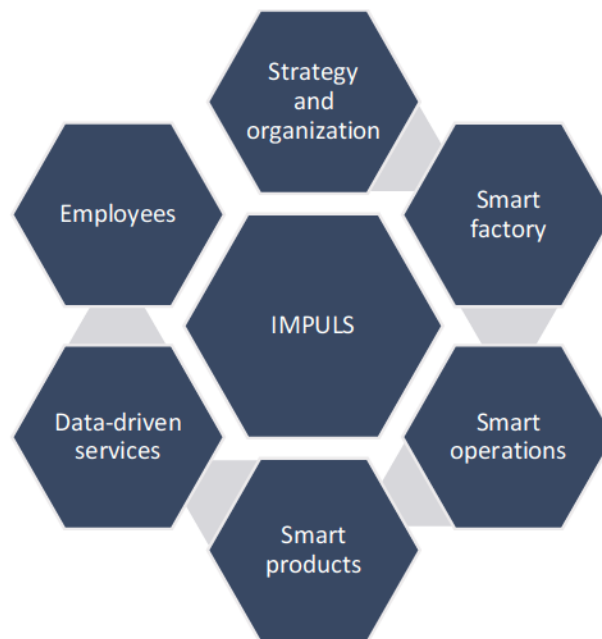 Strategy
and
organization
Smart
factory
Employees
IMPULS
Smart
operations
Data-driven
services
Smart
products